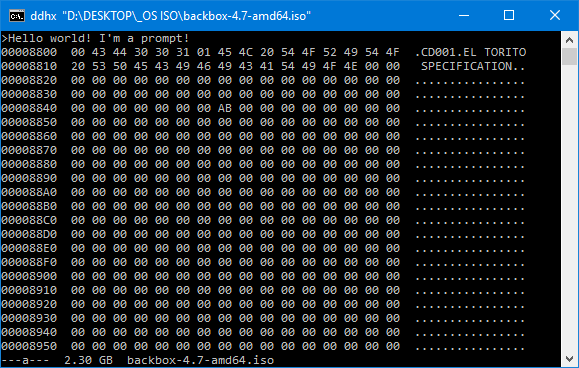 ddhx "D:\DESKTOP\_OS ISO\backbox-4.7-amd64.iso"
>Hello world! I'm a prompt!
00008800  00 43 44 30 30 31 01 45 4C 20 54 4F 52 49 54 4F  .CD001.EL TORITO
00008810  20 53 50 45 43 49 46 49 43 41 54 49 4F 4E 00 00   SPECIFICATION..
00008820  00 00 00 00 00 00 00 00 00 00 00 00 00 00 00 00  ................
00008830  00 00 00 00 00 00 00 00 00 00 00 00 00 00 00 00  ................
00008840  00 00 00 00 00 00 00 AB 00 00 00 00 00 00 00 00  ................
00008850  00 00 00 00 00 00 00 00 00 00 00 00 00 00 00 00  ................
00008860  00 00 00 00 00 00 00 00 00 00 00 00 00 00 00 00  ................
00008870  00 00 00 00 00 00 00 00 00 00 00 00 00 00 00 00  ................
00008880  00 00 00 00 00 00 00 00 00 00 00 00 00 00 00 00  ................
00008890  00 00 00 00 00 00 00 00 00 00 00 00 00 00 00 00  ................
000088A0  00 00 00 00 00 00 00 00 00 00 00 00 00 00 00 00  ................
000088B0  00 00 00 00 00 00 00 00 00 00 00 00 00 00 00 00  ................
000088C0  00 00 00 00 00 00 00 00 00 00 00 00 00 00 00 00  ................
000088D0  00 00 00 00 00 00 00 00 00 00 00 00 00 00 00 00  ................
000088E0  00 00 00 00 00 00 00 00 00 00 00 00 00 00 00 00  ................
000088F0  00 00 00 00 00 00 00 00 00 00 00 00 00 00 00 00  ................
00008900  00 00 00 00 00 00 00 00 00 00 00 00 00 00 00 00  ................
00008910  00 00 00 00 00 00 00 00 00 00 00 00 00 00 00 00  ................
00008920  00 00 00 00 00 00 00 00 00 00 00 00 00 00 00 00  ................
00008930  00 00 00 00 00 00 00 00 00 00 00 00 00 00 00 00  ................
00008940  00 00 00 00 00 00 00 00 00 00 00 00 00 00 00 00  ................
00008950  00 00 00 00 00 00 00 00 00 00 00 00 00 00 00 00  ................
---a---  2.30 GB  backbox-4.7-amd64.iso